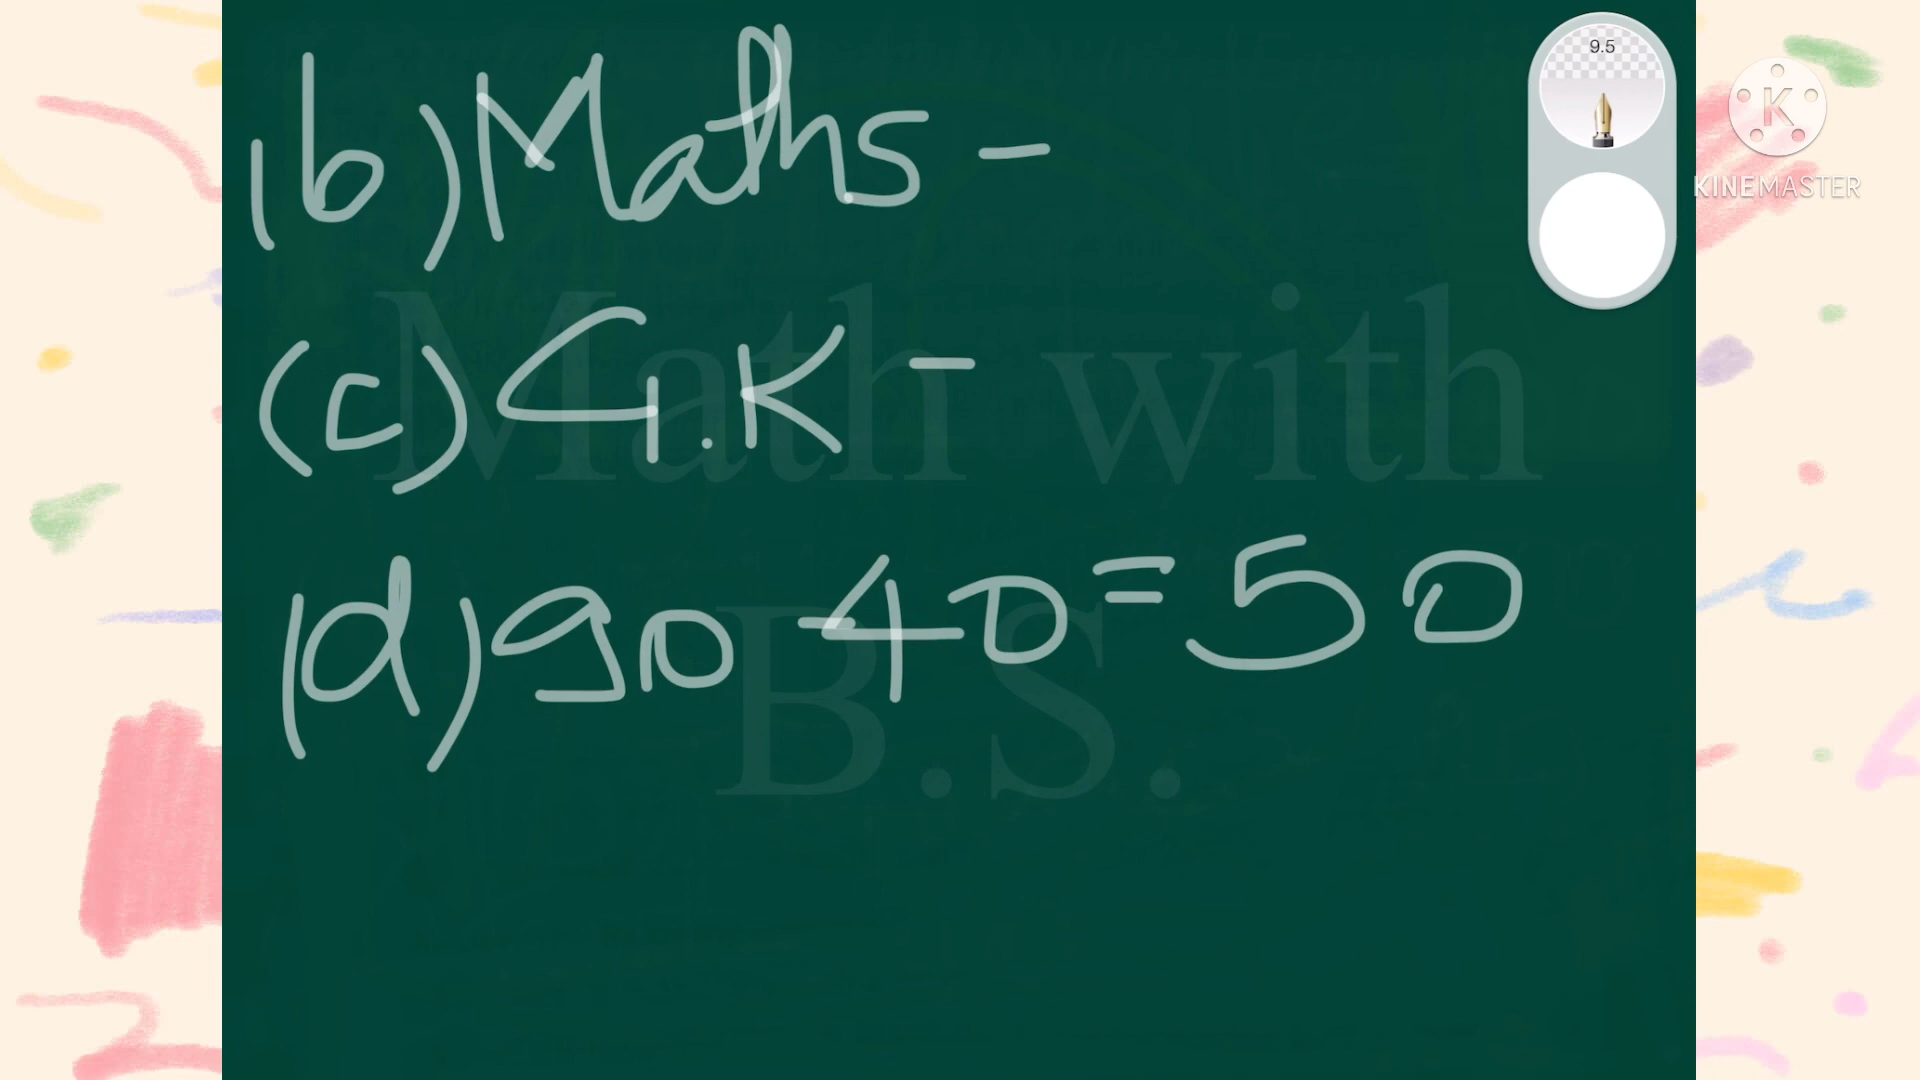 (b) Maths -
(c) G.K -
(d) 90 - 40 = 50
9.5
KINEMASTER
Math with
B.S.